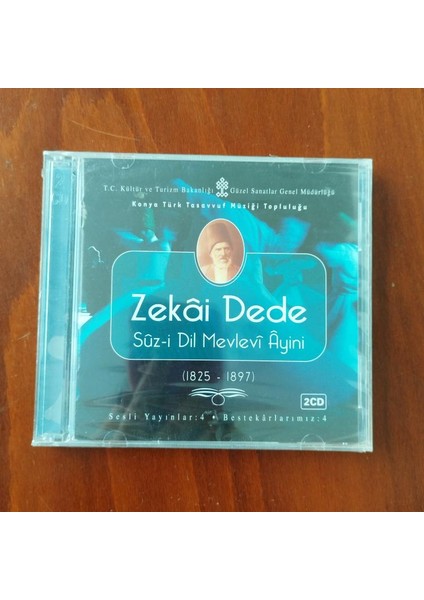 T.C. Kültür ve Turizm Bakanlığı Güzel Sanatlar Genel Müdürlüğü
Konya Türk Tasavvuf Müziği Topluluğu
Zekâi Dede
Sûz-i Dil Mevlevî Âyini
(1825 - 1897)
2CD
Sesli Yayınlar:4 • Bestekârlarımız:4